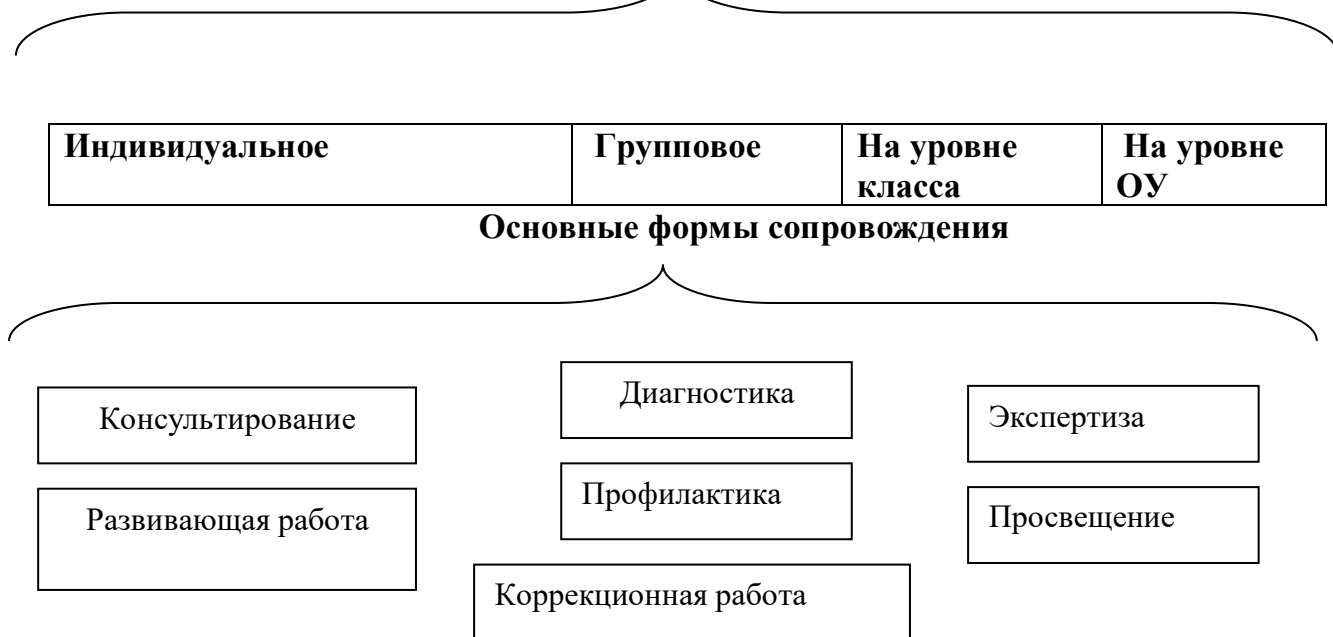 Индивидуальное
Групповое
На уровне
класса
На уровне
ОУ
Основные формы сопровождения
Консультирование
Диагностика
Экспертиза
Развивающая работа
Профилактика
Просвещение
Коррекционная работа